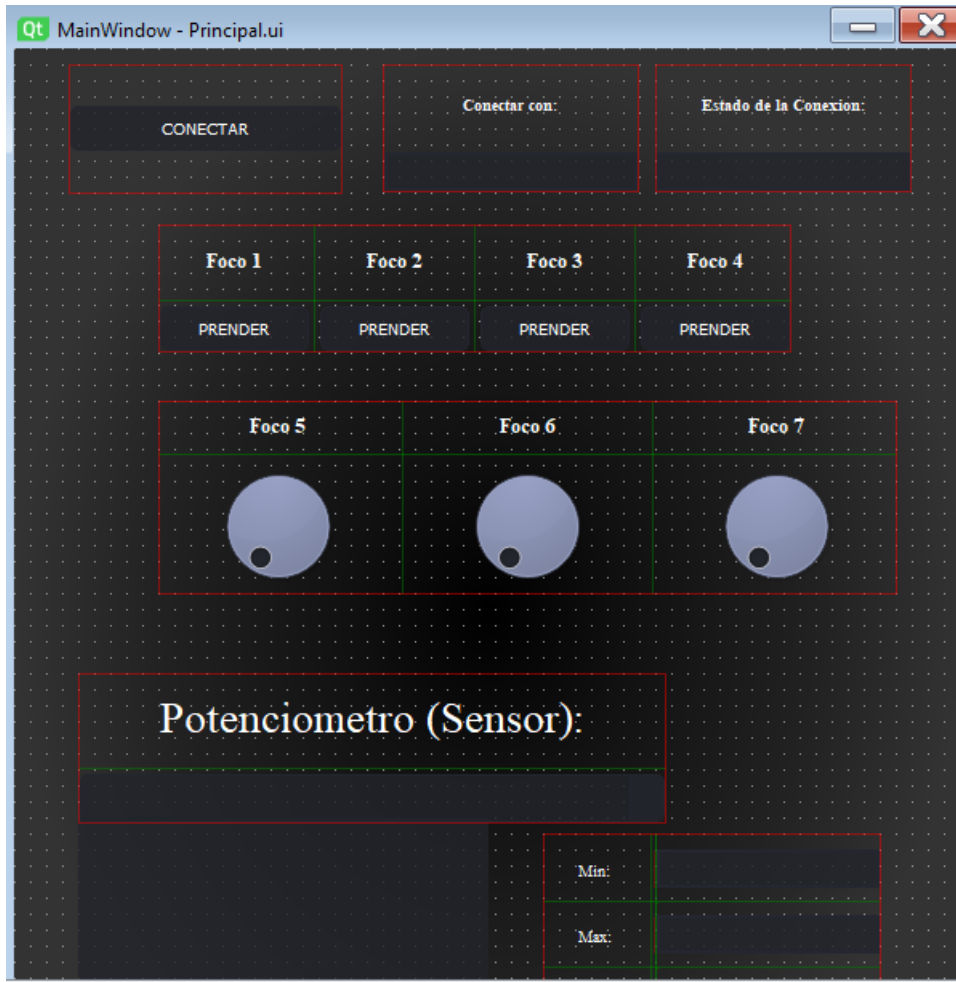 Qt MainWindow - Principal.ui
CONECTAR
Conectar con:
Estado de la Conexion:
Foco 1 Foco 2 Foco 3 Foco 4
PRENDER PRENDER PRENDER PRENDER
Foco 5 Foco 6 Foco 7
Potenciometro (Sensor):
Min:
Max: